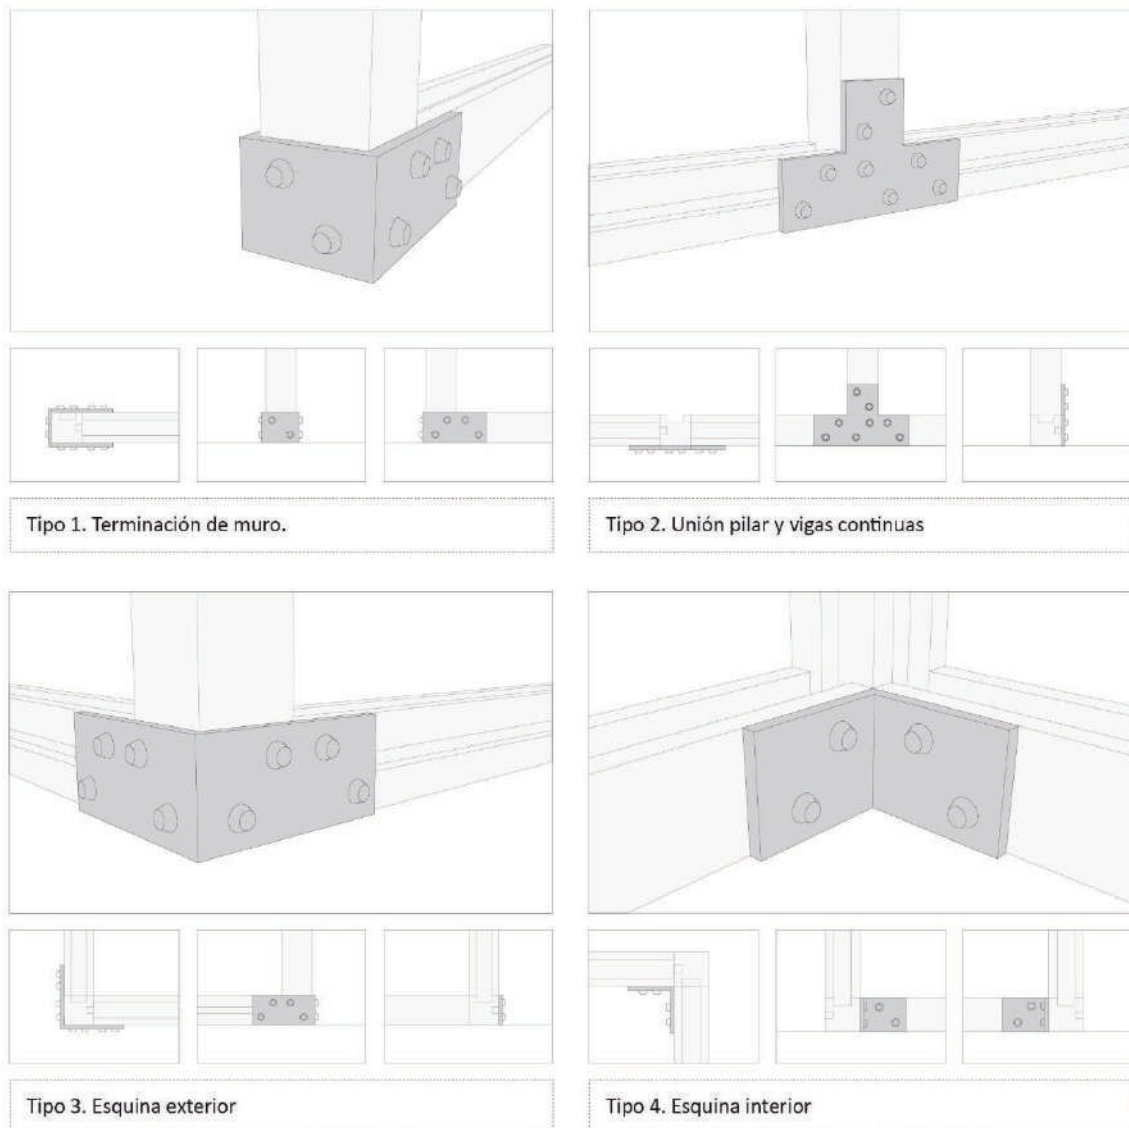 Tipo 1. Terminación de muro.
Tipo 2. Unión pilar y vigas continuas
Tipo 3. Esquina exterior
Tipo 4. Esquina interior